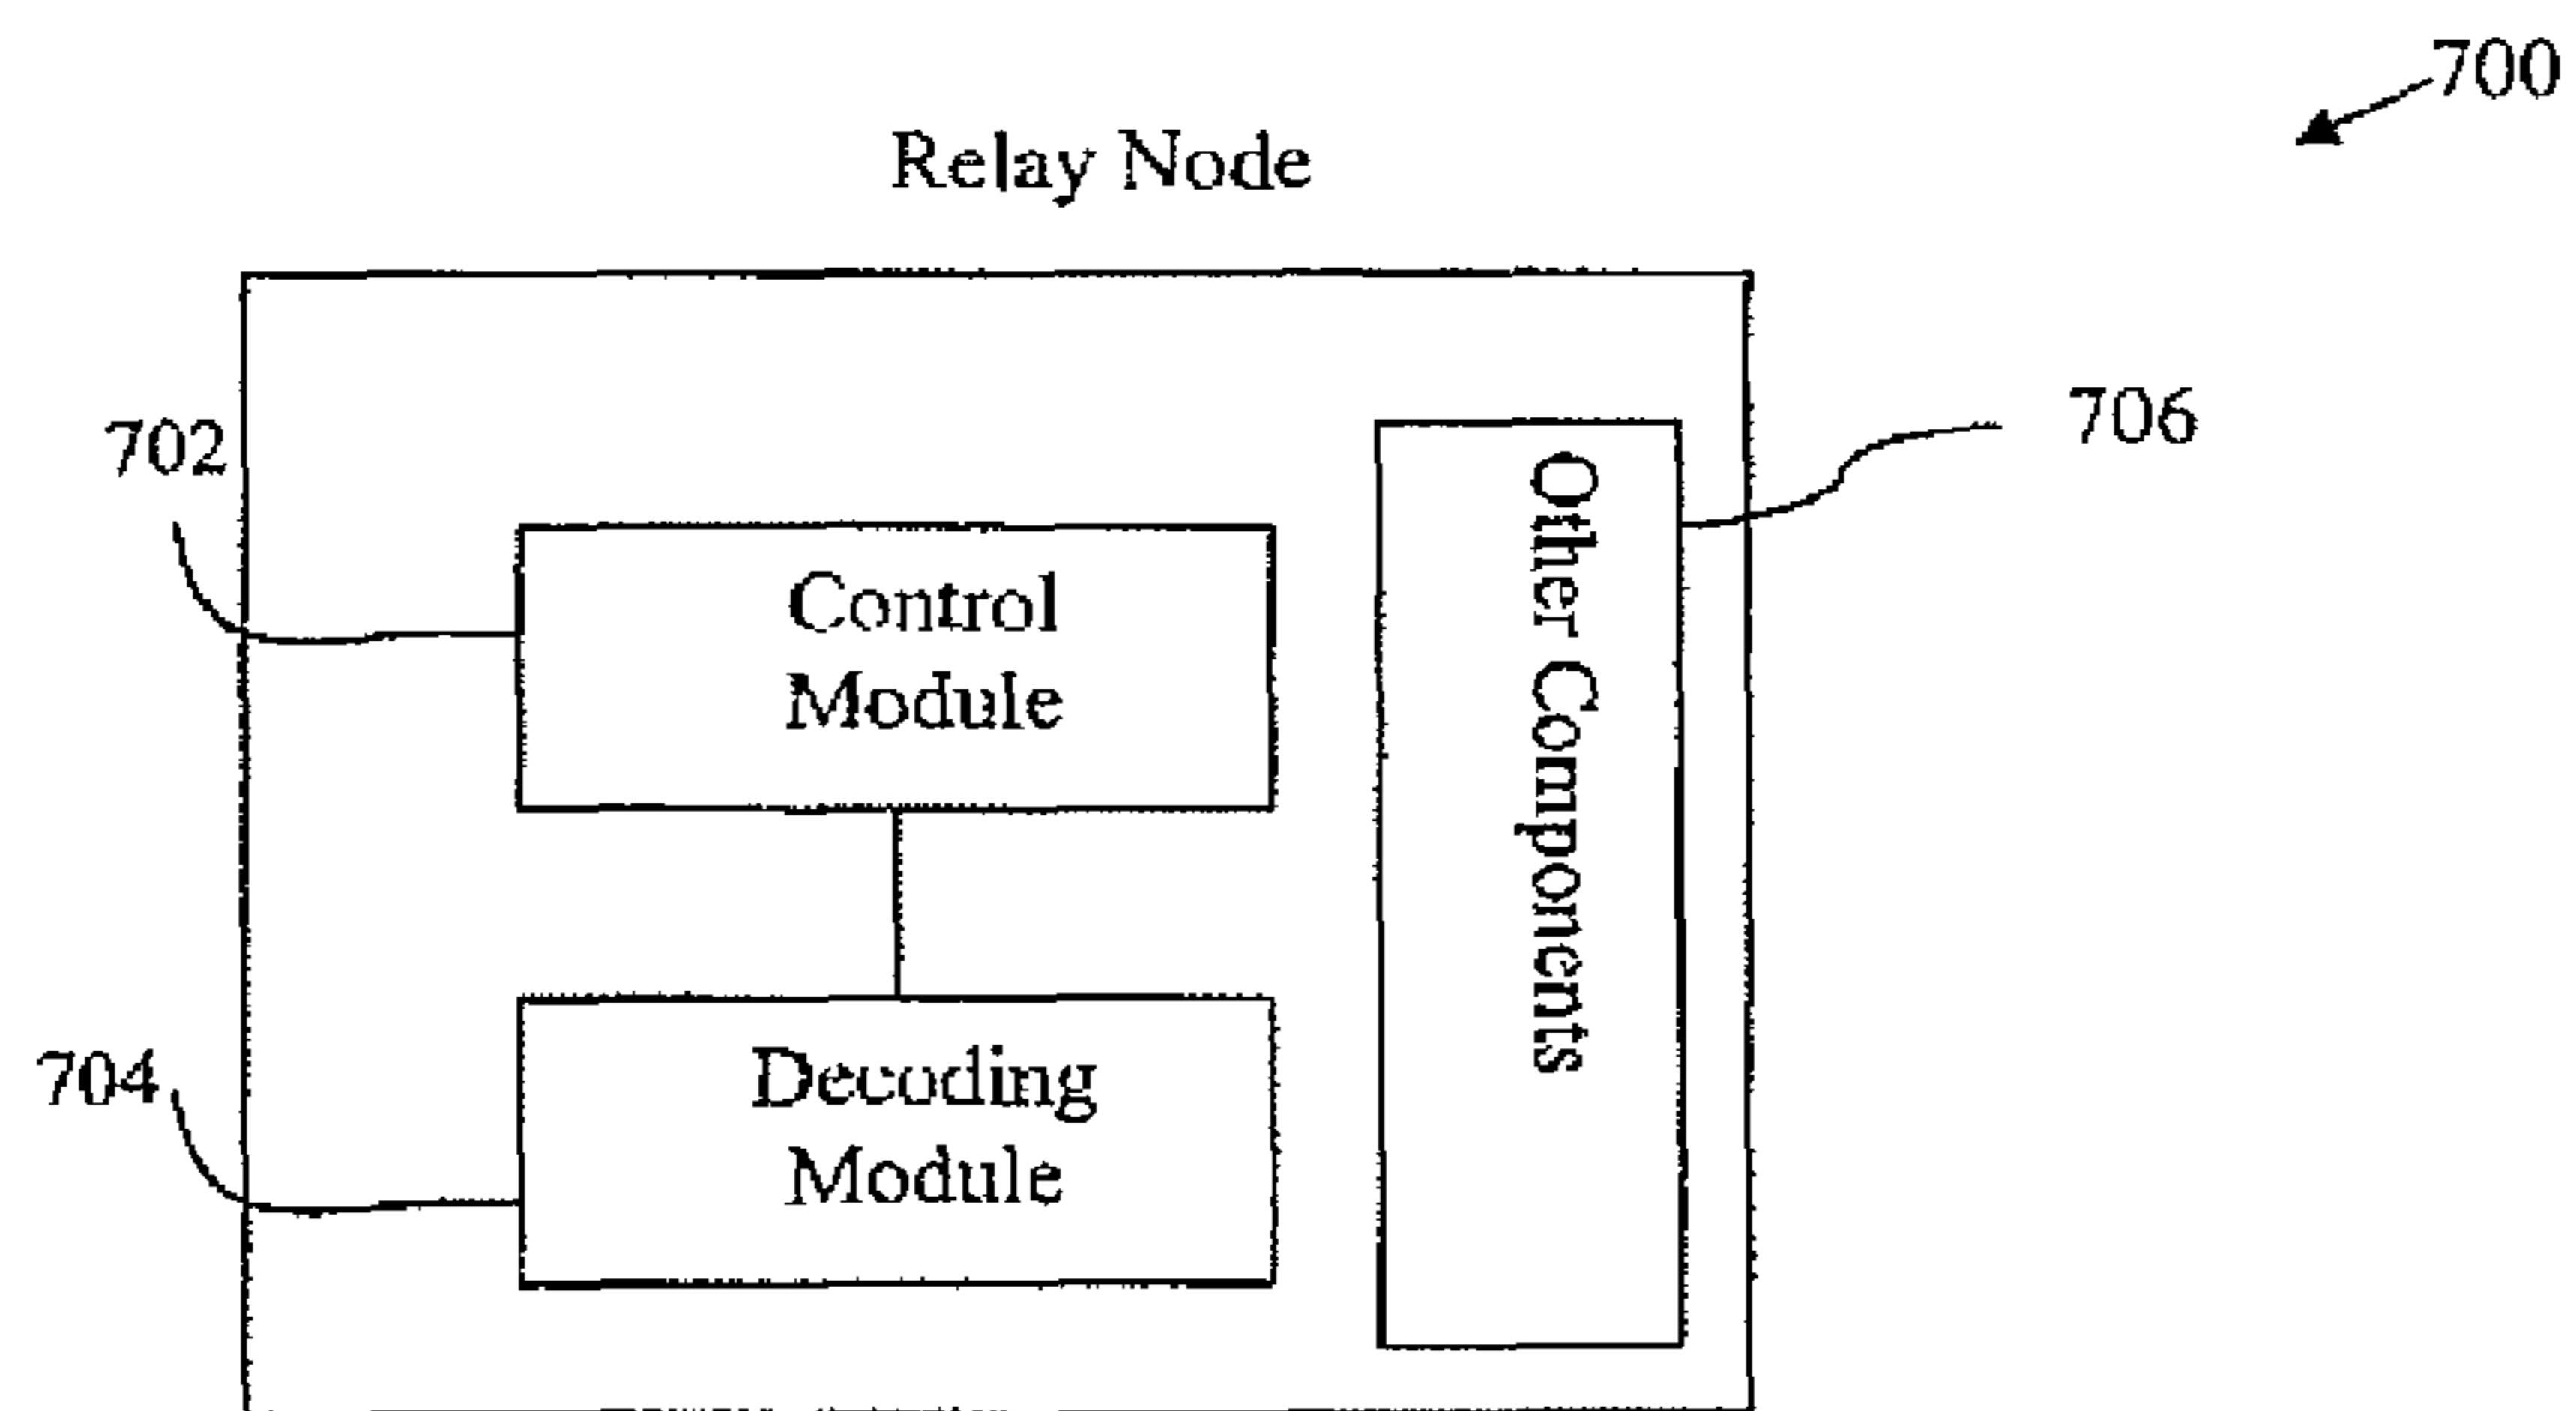 700
Relay Node
702
706
Control
Module
Other Components
704
Decoding
Module